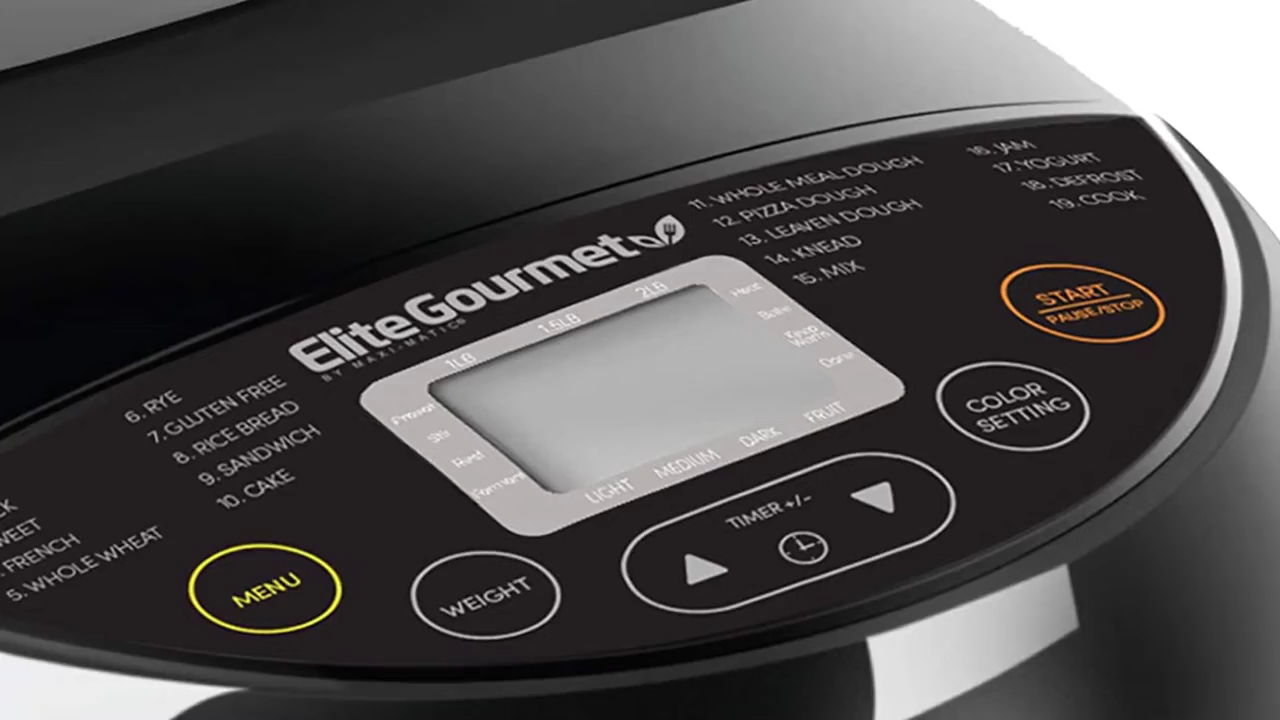 Elite Gourmet
BY MAXI-MATIC®
6. RYE
7. GLUTEN FREE
8. RICE BREAD
9. SANDWICH
10. CAKE
FRENCH
5. WHOLE WHEAT
11. WHOLE MEAL DOUGH
12. PIZZA DOUGH
13. LEAVEN DOUGH
14. KNEAD
15. MIX
16. JAM
17. YOGURT
18. DEFROST
19. COOK
1LB
1.5LB
2LB
Preset
Stir
Rest
Ferment
Heat
Bake
Keep
Warm
Done
LIGHT MEDIUM DARK FRUIT
MENU
WEIGHT
TIMER +/-
COLOR
SETTING
START
PAUSE/STOP